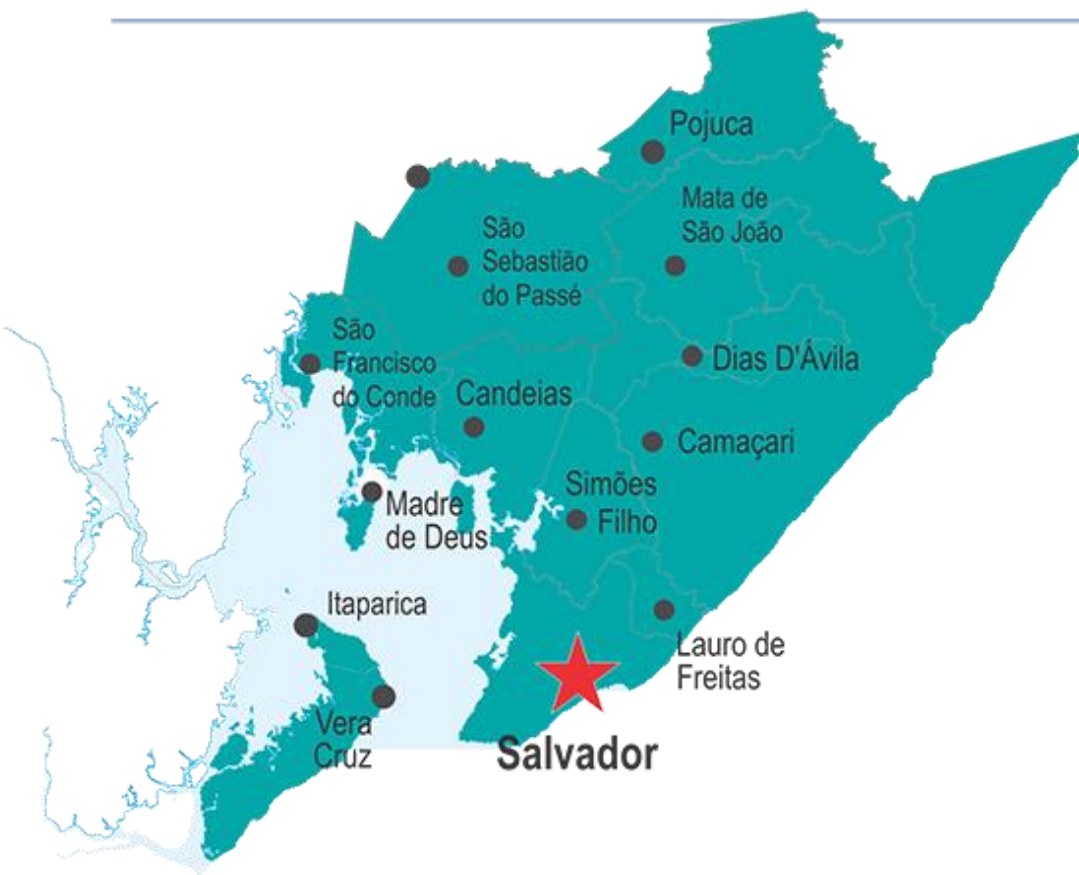 Pojuca
Mata de
São João
São
Sebastião
do Passé
São
Francisco
do Conde
Dias D'Ávila
Candeias
Camaçari
Simões
Filho
Madre
de Deus
Itaparica
Lauro de
Freitas
Vera
Cruz
Salvador